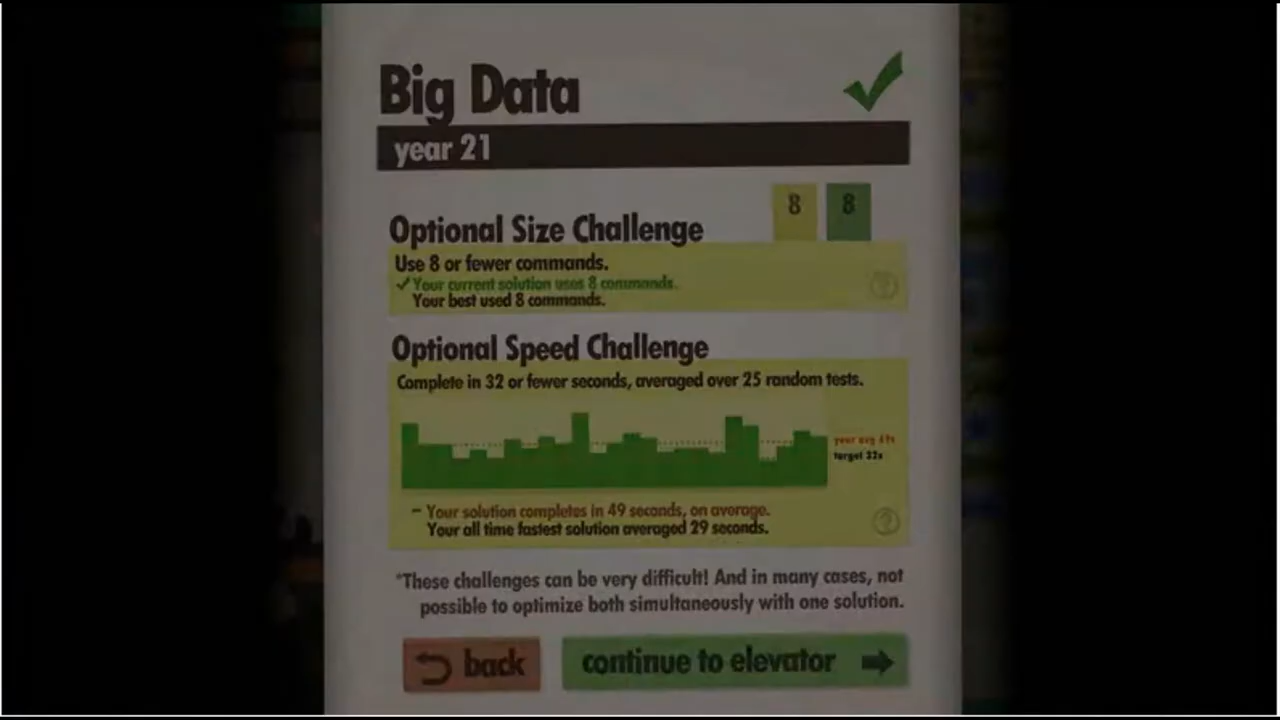 Big Data
year 21
8 8
Optional Size Challenge
Use 8 or fewer commands.
Your current solution uses 8 commands.
Your best used 8 commands.
Optional Speed Challenge
Complete in 32 or fewer seconds, averaged over 25 random tests.
your avg 49s
target 32s
- Your solution completes in 49 seconds, on average.
Your all time fastest solution averaged 29 seconds.
*These challenges can be very difficult! And in many cases, not
possible to optimize both simultaneously with one solution.
back
continue to elevator